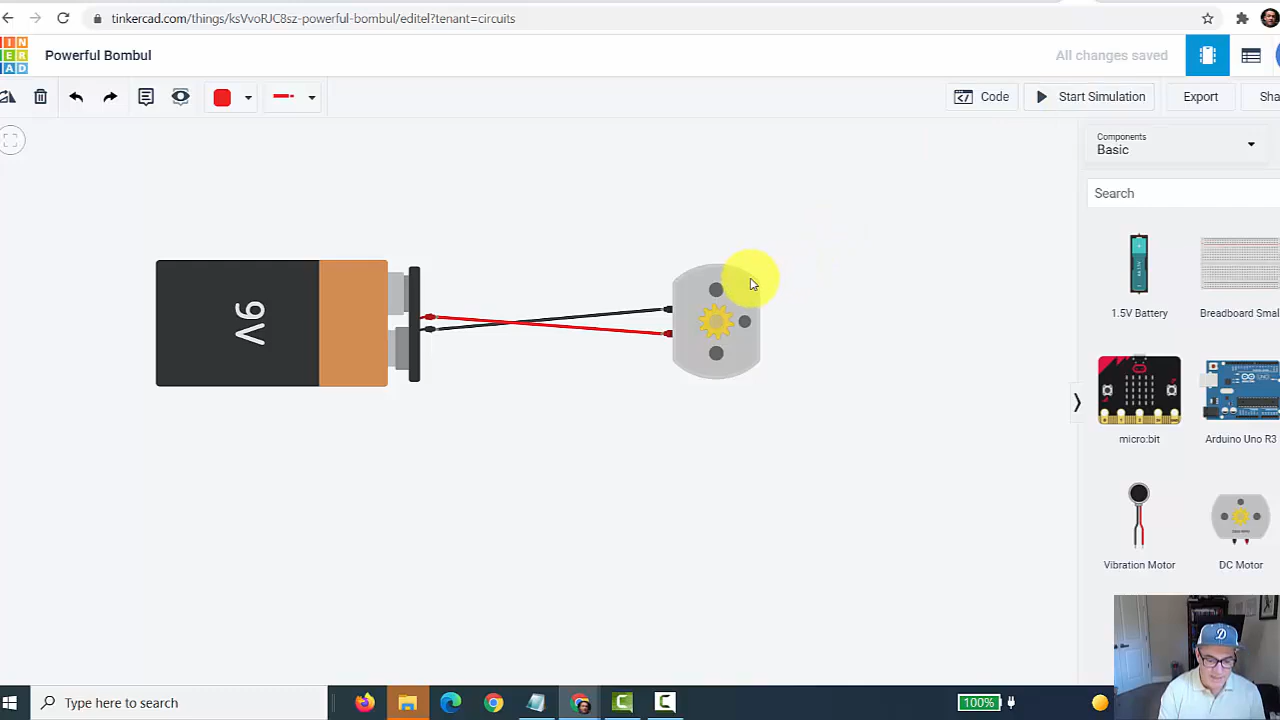 tinkercad.com/things/ksVvoRJC8sz-powerful-bombul/editel?tenant=circuits
TIN
ER
AD
Powerful Bombul
All changes saved
Code
Start Simulation
Export
Sha
Components
Basic
Search
9V
1.5V Battery
Breadboard Smal
micro:bit
Arduino Uno R3
Vibration Motor
DC Motor
Type here to search
100%